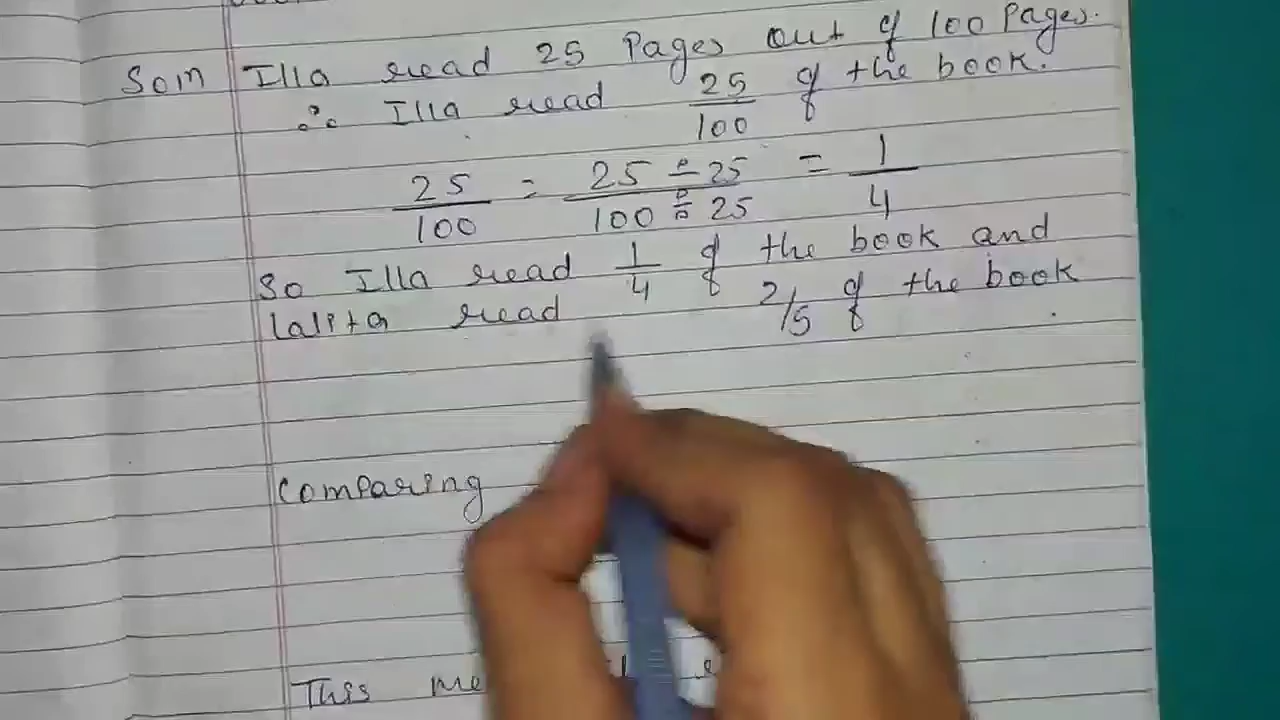 Soln Illa read 25 Pages out of 100 Pages.
∴ Illa read 25/100 of the book.
25/100 = 25 ÷ 25/100 ÷ 25 = 1/4
So Illa read 1/4 of the book and
lalita read 2/5 of the book
Comparing
This